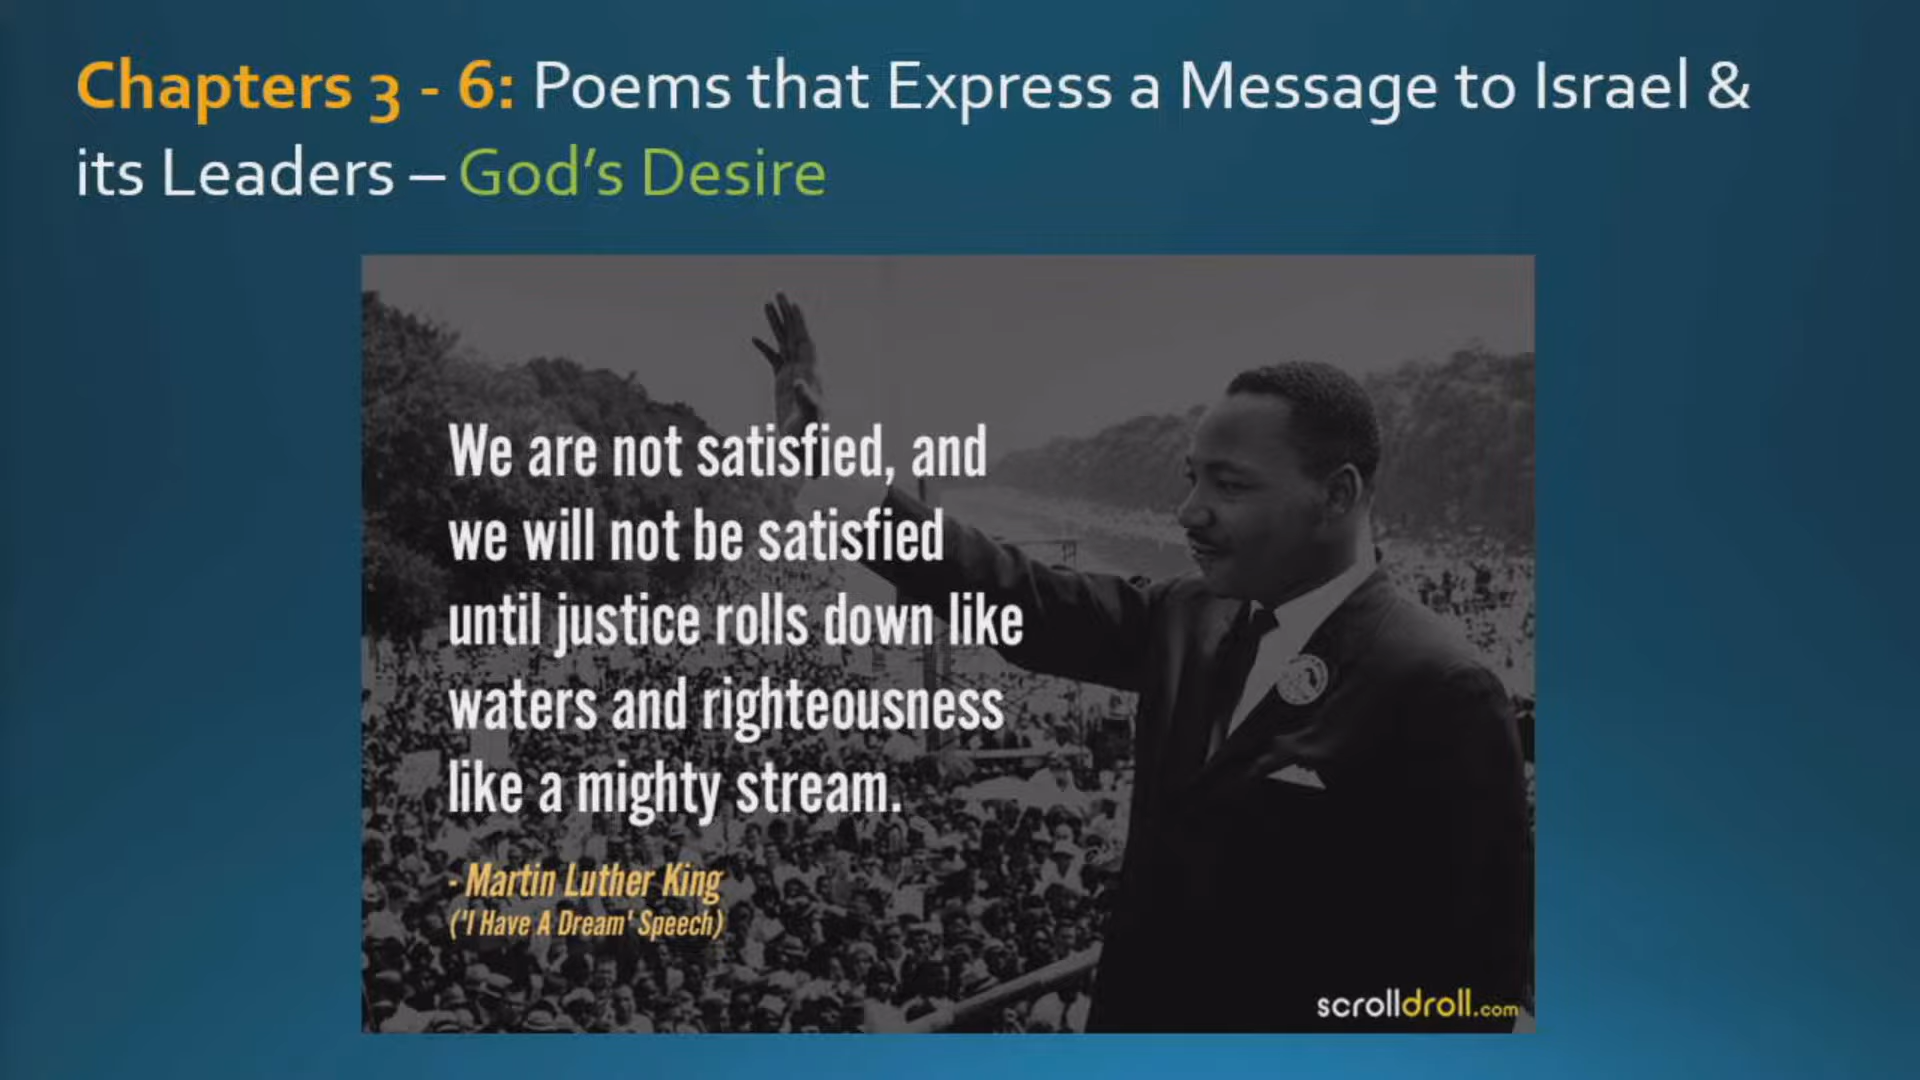 Chapters 3 - 6: Poems that Express a Message to Israel &
its Leaders – God's Desire
We are not satisfied, and
we will not be satisfied
until justice rolls down like
waters and righteousness
like a mighty stream.
- Martin Luther King
('I Have A Dream' Speech)
scrolldroll.com